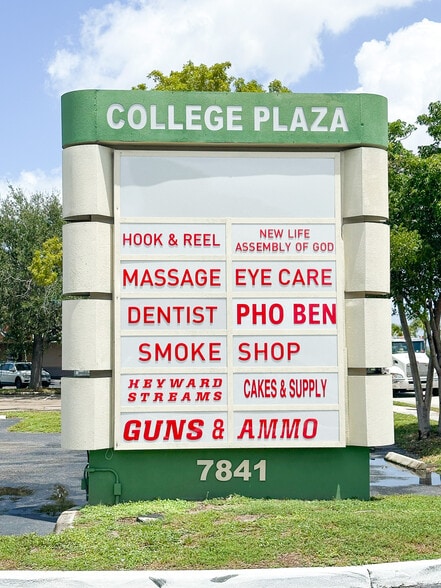 COLLEGE PLAZA
HOOK & REEL
NEW LIFE
ASSEMBLY OF GOD
MASSAGE
EYE CARE
DENTIST
PHO BEN
SMOKE SHOP
HEYWARD
STREAMS
CAKES & SUPPLY
GUNS & AMMO
7841